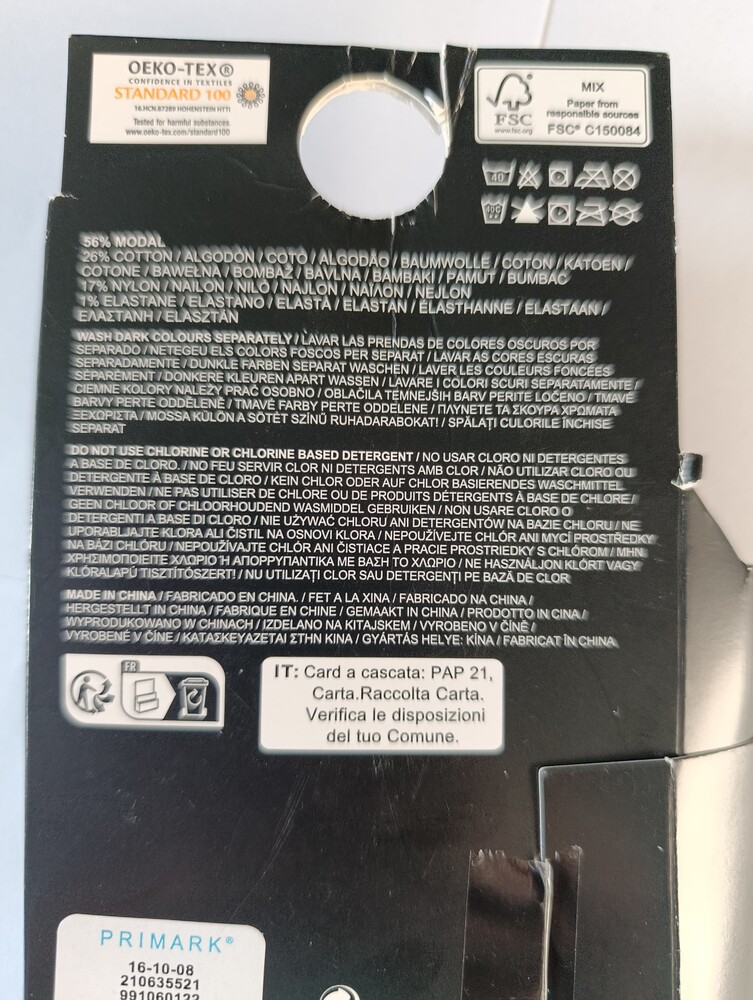 OEKO-TEX®
CONFIDENCE IN TEXTILES
STANDARD 100
16.HCN.87289 HOHENSTEIN HTTI
Tested for harmful substances.
www.oeko-tex.com/standard100
FSC
www.fsc.org
MIX
Paper from
responsible sources
FSC® C150084
40
56% MODAL
26% COTTON / ALGODÓN / COTÓ / ALGODÃO / BAUMWOLLE / COTON / KATOEN /
COTONE / BAWEŁNA / BOMBAŽ / BAVLNA / ΒΑΜΒΑΚΙ / PAMUT / BUMBAC
17% NYLON / NAILON / NILÓ / NAJLON / ΝΑΪΛΟΝ / NEJLON
1% ELASTANE / ELASTANO / ELASTÀ / ELASTAN / ÉLASTHANNE / ELASTAAN /
ΕΛΑΣΤΑΝΗ / ELASZTÁN
WASH DARK COLOURS SEPARATELY / LAVAR LAS PRENDAS DE COLORES OSCUROS POR
SEPARADO / NETEGEU ELS COLORS FOSCOS PER SEPARAT / LAVAR AS CORES ESCURAS
SEPARADAMENTE / DUNKLE FARBEN SEPARAT WASCHEN / LAVER LES COULEURS FONCÉES
SÉPARÉMENT / DONKERE KLEUREN APART WASSEN / LAVARE I COLORI SCURI SEPARATAMENTE /
CIEMNE KOLORY NALEŻY PRAĆ OSOBNO / OBLAČILA TEMNEJŠIH BARV PERITE LOČENO / TMAVÉ
BARVY PERTE ODDĚLENĚ / TMAVÉ FARBY PERTE ODDELENE / ΠΛΥΝΕΤΕ ΤΑ ΣΚΟΥΡΑ ΧΡΩΜΑΤΑ
ΞΕΧΩΡΙΣΤΑ / MOSSA KÜLÖN A SÖTÉT SZÍNŰ RUHADARABOKAT! / SPĂLAȚI CULORILE ÎNCHISE
SEPARAT
DO NOT USE CHLORINE OR CHLORINE BASED DETERGENT / NO USAR CLORO NI DETERGENTES
A BASE DE CLORO. / NO FEU SERVIR CLOR NI DETERGENTS AMB CLOR / NÃO UTILIZAR CLORO OU
DETERGENTE À BASE DE CLORO / KEIN CHLOR ODER AUF CHLOR BASIERENDES WASCHMITTEL
VERWENDEN / NE PAS UTILISER DE CHLORE OU DE PRODUITS DÉTERGENTS À BASE DE CHLORE /
GEEN CHLOOR OF CHLOORHOUDEND WASMIDDEL GEBRUIKEN / NON USARE CLORO O
DETERGENTI A BASE DI CLORO / NIE UŻYWAĆ CHLORU ANI DETERGENTÓW NA BAZIE CHLORU / NE
UPORABLJAJTE KLORA ALI ČISTIL NA OSNOVI KLORA / NEPOUŽÍVEJTE CHLÓR ANI MYCÍ PROSTŘEDKY
NA BÁZI CHLÓRU / NEPOUŽÍVAJTE CHLÓR ANI ČISTIACE A PRACIE PROSTRIEDKY S CHLÓROM / ΜΗΝ
ΧΡΗΣΙΜΟΠΟΙΕΙΤΕ ΧΛΩΡΙΟ Ή ΑΠΟΡΡΥΠΑΝΤΙΚΑ ΜΕ ΒΑΣΗ ΤΟ ΧΛΩΡΙΟ / NE HASZNÁLJON KLÓRT VAGY
KLÓRALAPÚ TISZTÍTÓSZERT! / NU UTILIZAȚI CLOR SAU DETERGENȚI PE BAZĂ DE CLOR
MADE IN CHINA / FABRICADO EN CHINA. / FET A LA XINA / FABRICADO NA CHINA /
HERGESTELLT IN CHINA / FABRIQUÉ EN CHINE / GEMAAKT IN CHINA / PRODOTTO IN CINA /
WYPRODUKOWANO W CHINACH / IZDELANO NA KITAJSKEM / VYROBENO V ČÍNĚ /
VYROBENÉ V ČÍNE / ΚΑΤΑΣΚΕΥΑΖΕΤΑΙ ΣΤΗΝ ΚΙΝΑ / GYÁRTÁS HELYE: KÍNA / FABRICAT ÎN CHINA
FR
IT: Card a cascata: PAP 21,
Carta.Raccolta Carta.
Verifica le disposizioni
del tuo Comune.
PRIMARK®
16-10-08
210635521
991060122